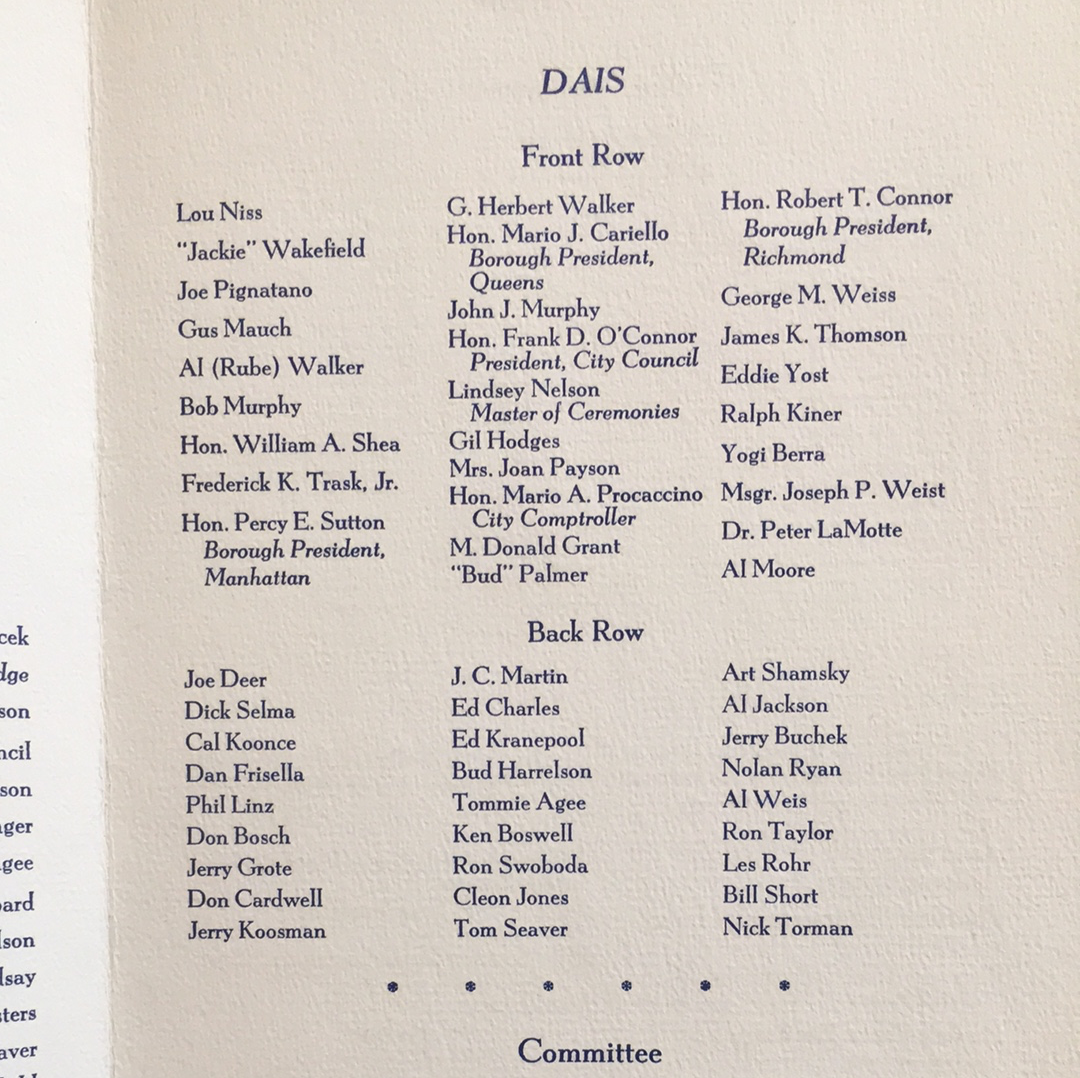 DAIS
Front Row
Lou Niss
"Jackie" Wakefield
Joe Pignatano
Gus Mauch
Al (Rube) Walker
Bob Murphy
Hon. William A. Shea
Frederick K. Trask, Jr.
Hon. Percy E. Sutton
Borough President,
Manhattan
G. Herbert Walker
Hon. Mario J. Cariello
Borough President,
Queens
John J. Murphy
Hon. Frank D. O'Connor
President, City Council
Lindsey Nelson
Master of Ceremonies
Gil Hodges
Mrs. Joan Payson
Hon. Mario A. Procaccino
City Comptroller
M. Donald Grant
"Bud" Palmer
Hon. Robert T. Connor
Borough President,
Richmond
George M. Weiss
James K. Thomson
Eddie Yost
Ralph Kiner
Yogi Berra
Msgr. Joseph P. Weist
Dr. Peter LaMotte
Al Moore
Back Row
Joe Deer
Dick Selma
Cal Koonce
Dan Frisella
Phil Linz
Don Bosch
Jerry Grote
Don Cardwell
Jerry Koosman
J. C. Martin
Ed Charles
Ed Kranepool
Bud Harrelson
Tommie Agee
Ken Boswell
Ron Swoboda
Cleon Jones
Tom Seaver
Art Shamsky
Al Jackson
Jerry Buchek
Nolan Ryan
Al Weis
Ron Taylor
Les Rohr
Bill Short
Nick Torman
Committee